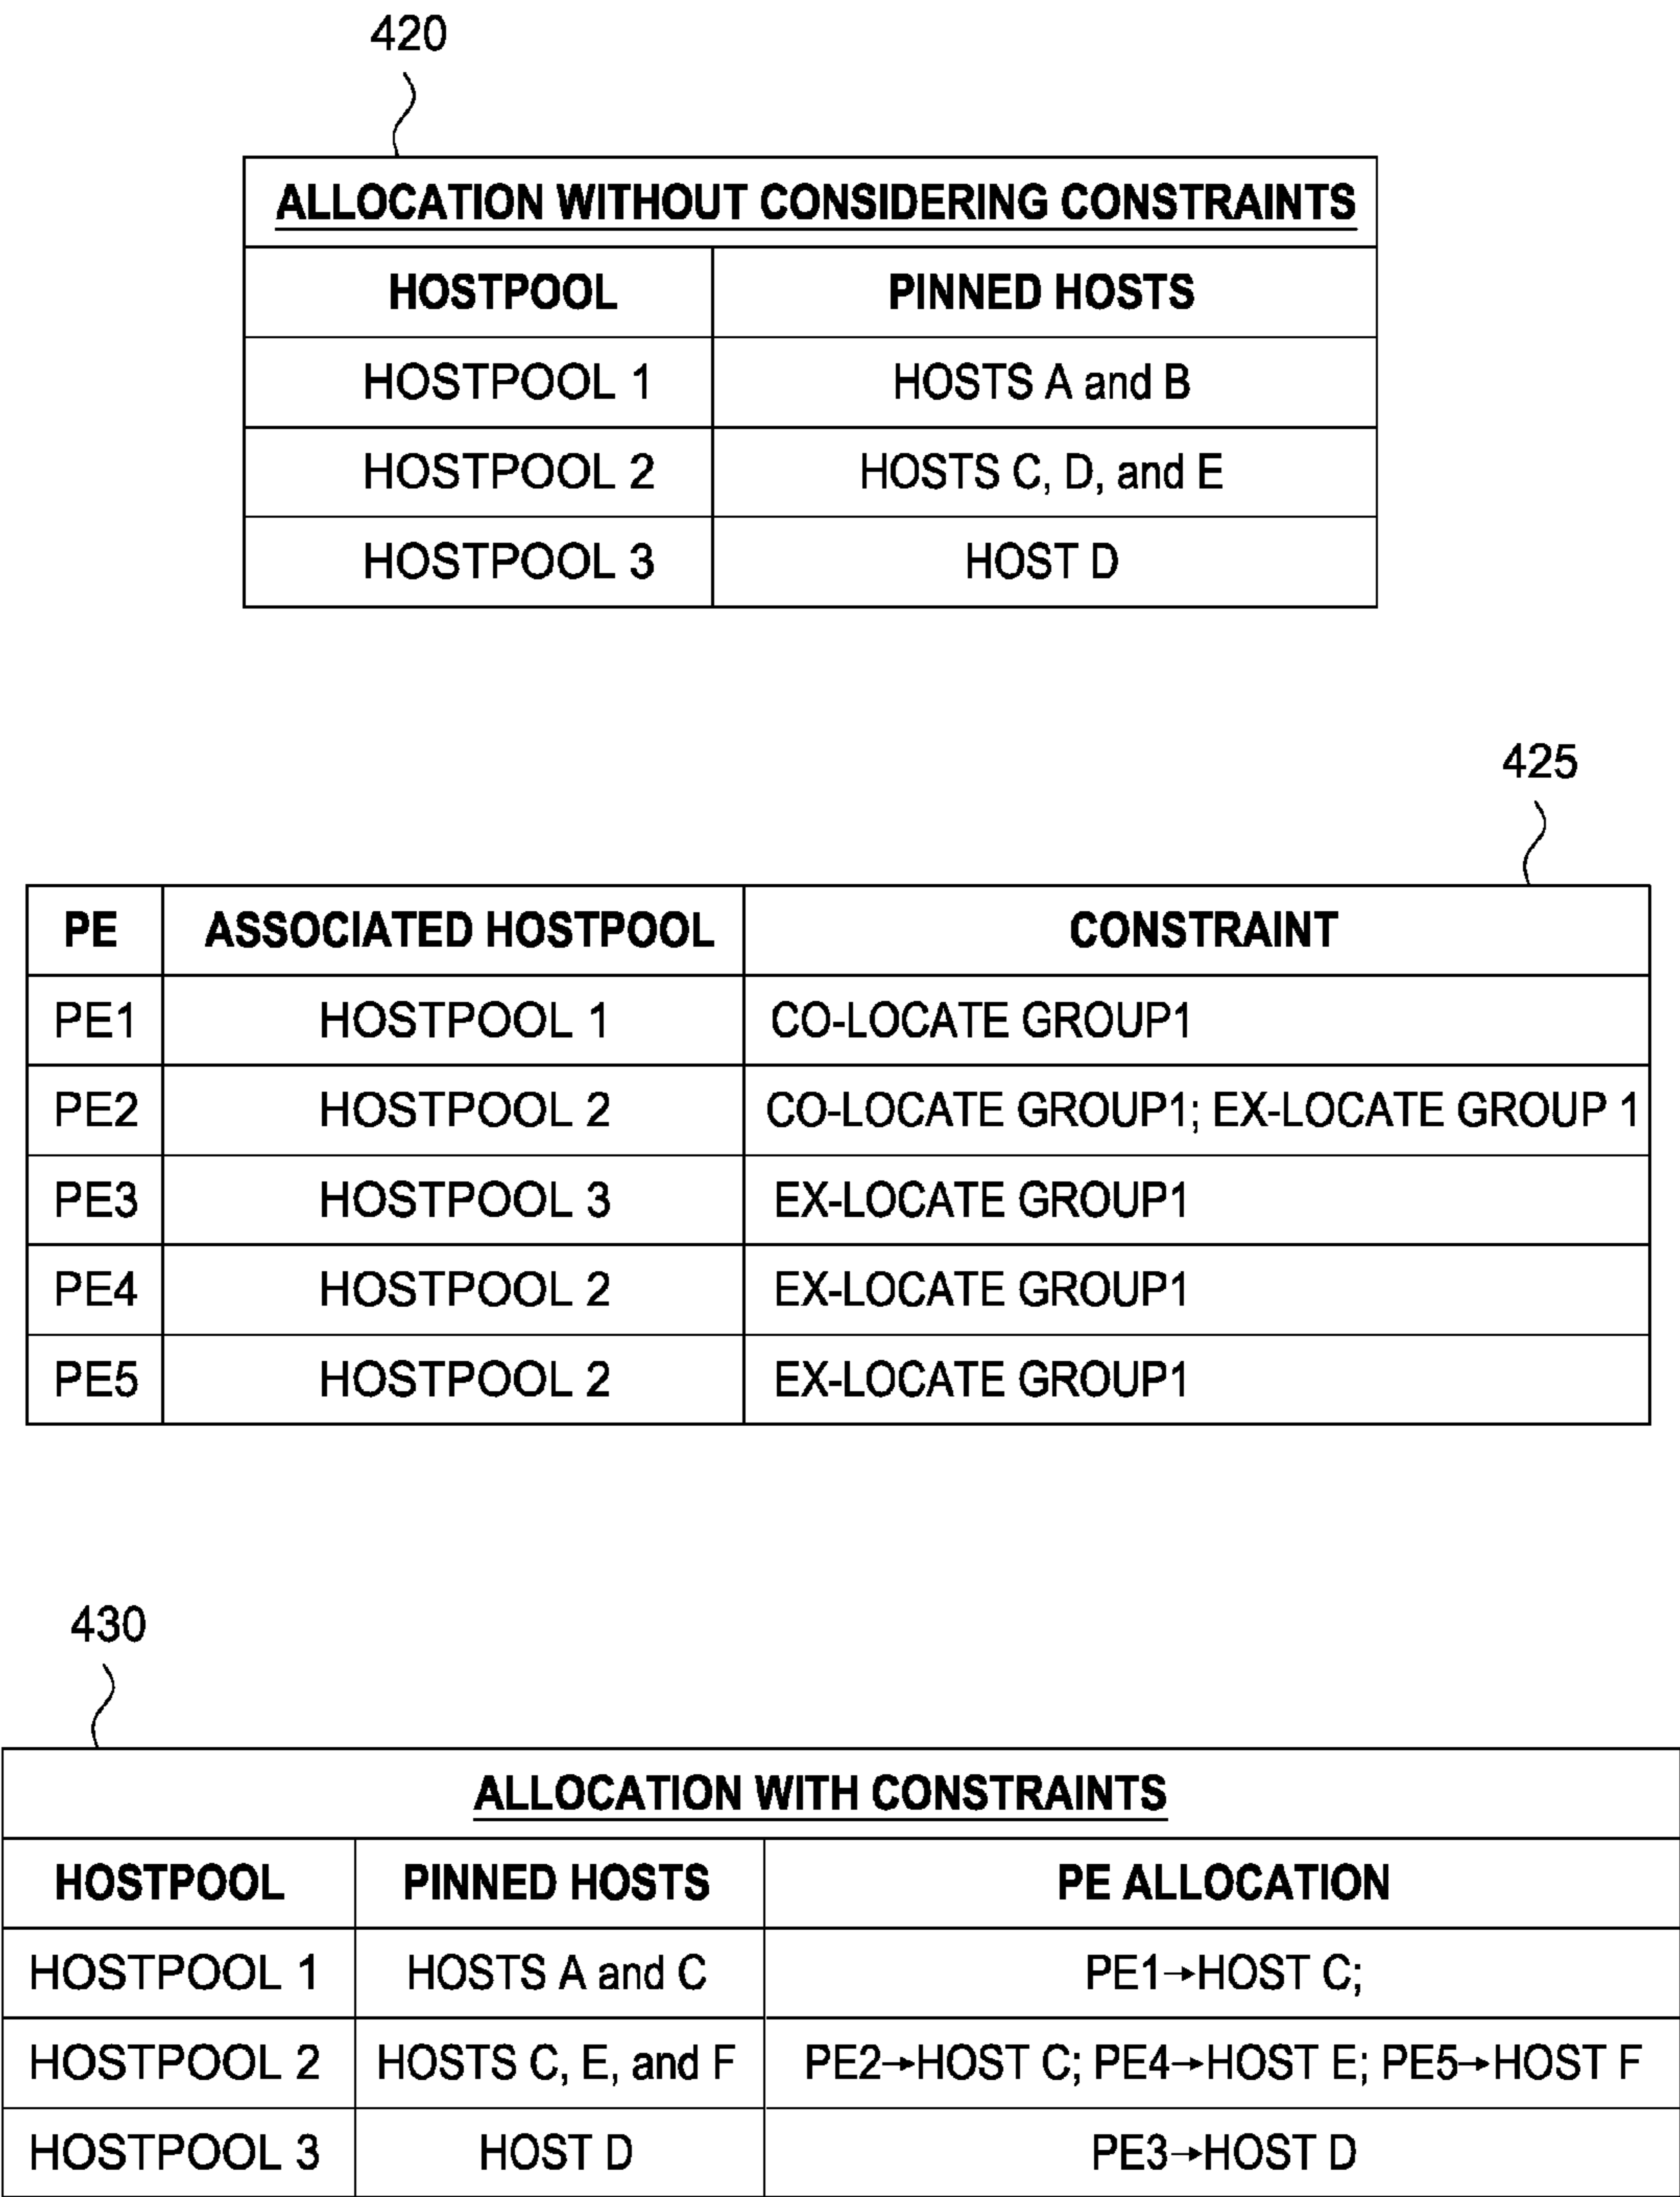 420
ALLOCATION WITHOUT CONSIDERING CONSTRAINTS
HOSTPOOL PINNED HOSTS
HOSTPOOL 1 HOSTS A and B
HOSTPOOL 2 HOSTS C, D, and E
HOSTPOOL 3 HOST D
425
PE ASSOCIATED HOSTPOOL CONSTRAINT
PE1 HOSTPOOL 1 CO-LOCATE GROUP1
PE2 HOSTPOOL 2 CO-LOCATE GROUP1; EX-LOCATE GROUP 1
PE3 HOSTPOOL 3 EX-LOCATE GROUP1
PE4 HOSTPOOL 2 EX-LOCATE GROUP1
PE5 HOSTPOOL 2 EX-LOCATE GROUP1
430
ALLOCATION WITH CONSTRAINTS
HOSTPOOL PINNED HOSTS PE ALLOCATION
HOSTPOOL 1 HOSTS A and C PE1→HOST C;
HOSTPOOL 2 HOSTS C, E, and F PE2→HOST C; PE4→HOST E; PE5→HOST F
HOSTPOOL 3 HOST D PE3→HOST D